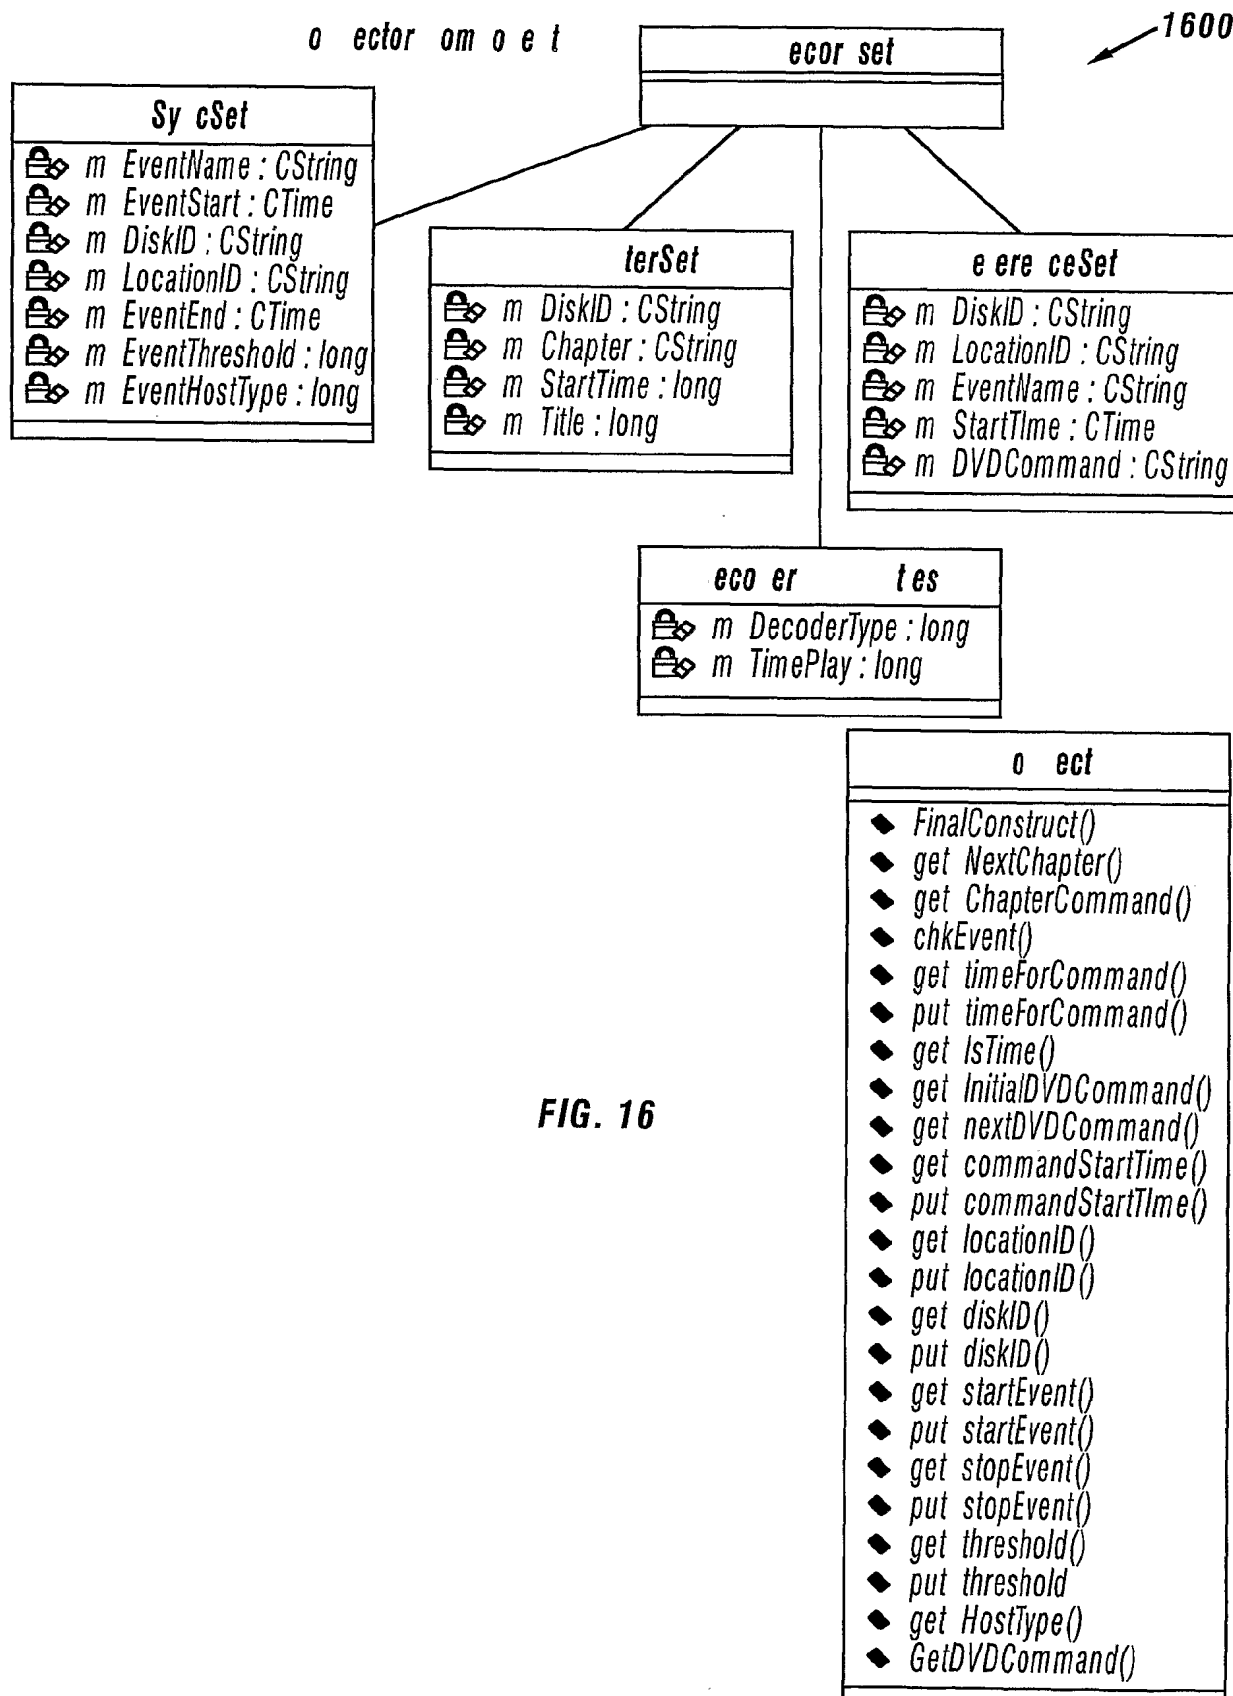 o ector om o e t
1600
ecor set
Sy cSet
m EventName : CString
m EventStart : CTime
m DiskID : CString
m LocationID : CString
m EventEnd : CTime
m EventThreshold : long
m EventHostType : long
terSet
m DiskID : CString
m Chapter : CString
m StartTime : long
m Title : long
e ere ceSet
m DiskID : CString
m LocationID : CString
m EventName : CString
m StartTIme : CTime
m DVDCommand : CString
eco er t es
m DecoderType : long
m TimePlay : long
o ect
FinalConstruct()
get NextChapter()
get ChapterCommand()
chkEvent()
get timeForCommand()
put timeForCommand()
get IsTime()
get InitialDVDCommand()
get nextDVDCommand()
get commandStartTime()
put commandStartTIme()
get locationID()
put locationID()
get diskID()
put diskID()
get startEvent()
put startEvent()
get stopEvent()
put stopEvent()
get threshold()
put threshold
get HostType()
GetDVDCommand()
FIG. 16